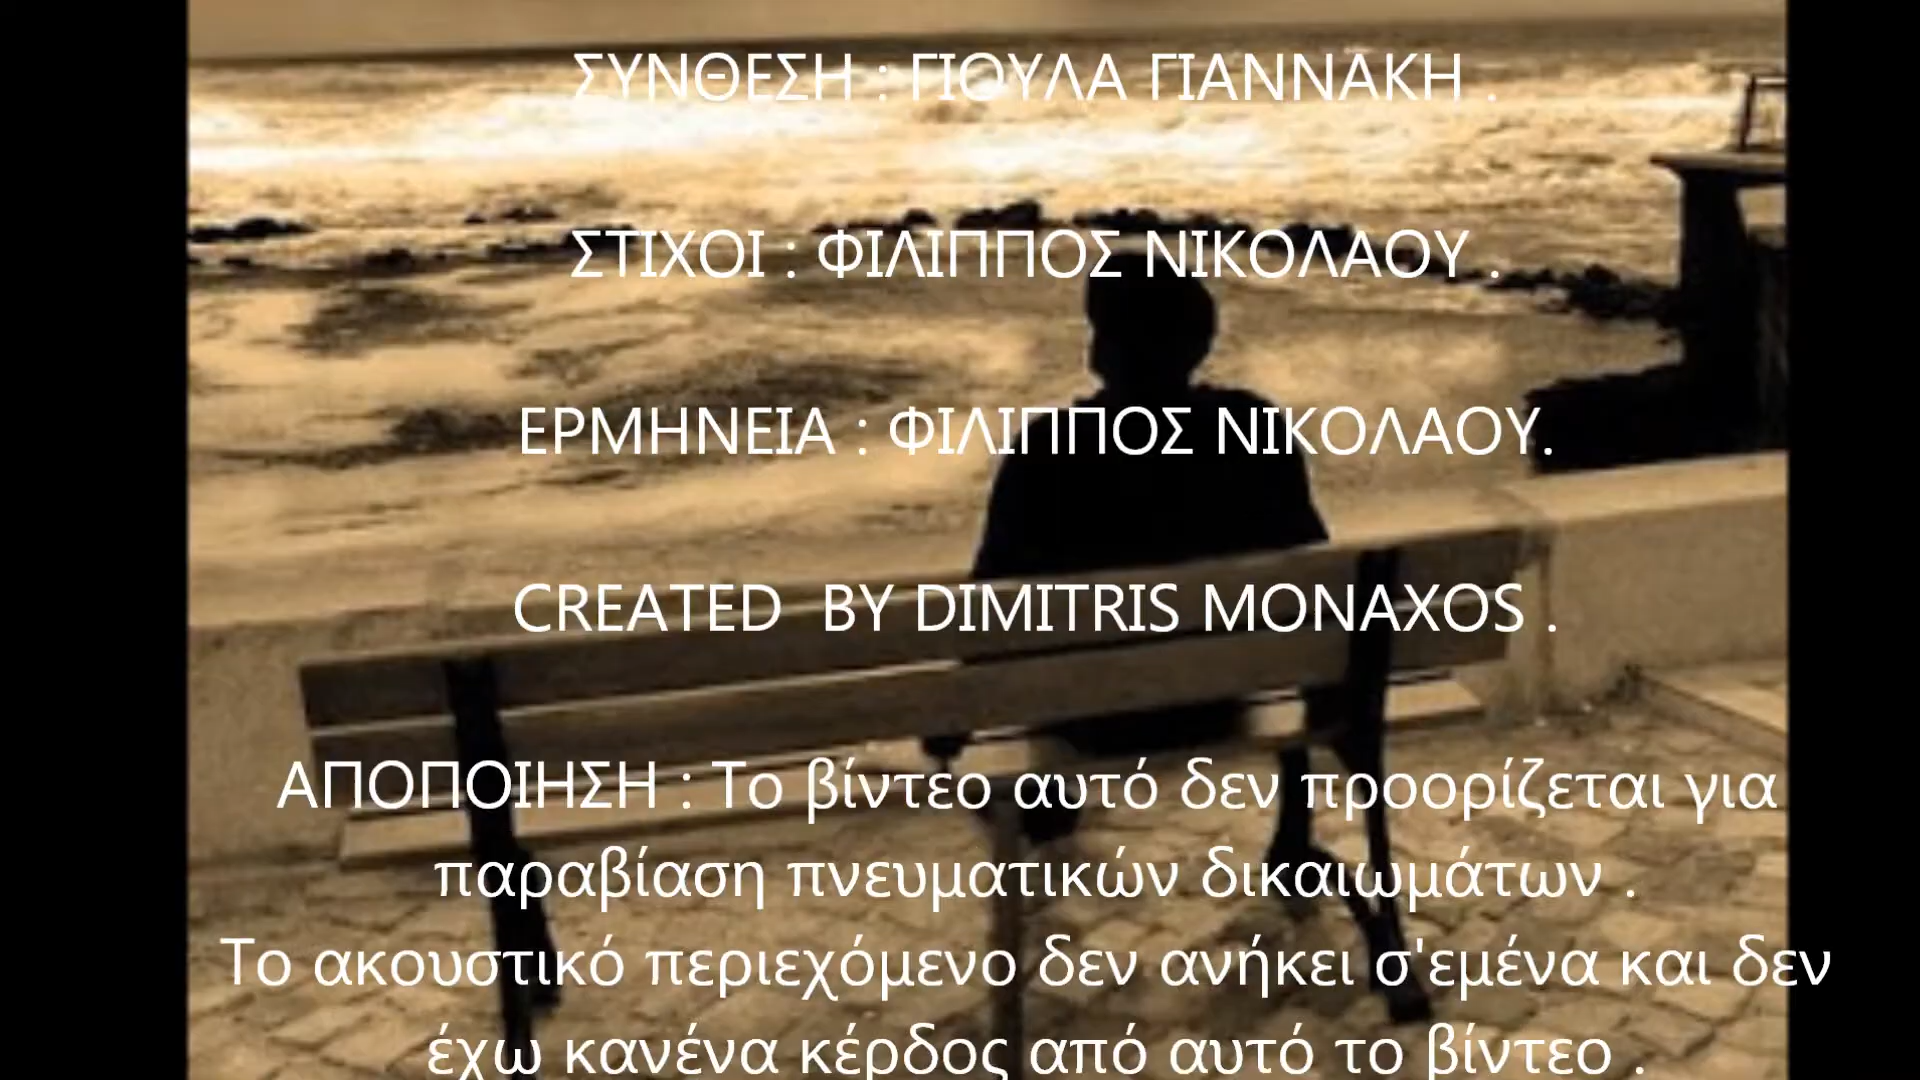 ΣΥΝΘΕΣΗ : ΓΙΟΥΛΑ ΓΙΑΝΝΑΚΗ .
ΣΤΙΧΟΙ : ΦΙΛΙΠΠΟΣ ΝΙΚΟΛΑΟΥ .
ΕΡΜΗΝΕΙΑ : ΦΙΛΙΠΠΟΣ ΝΙΚΟΛΑΟΥ.
CREATED  BY DIMITRIS MONAXOS .
ΑΠΟΠΟΙΗΣΗ : Το βίντεο αυτό δεν προορίζεται για
παραβίαση πνευματικών δικαιωμάτων .
Το ακουστικό περιεχόμενο δεν ανήκει σ'εμένα και δεν
έχω κανένα κέρδος από αυτό το βίντεο .